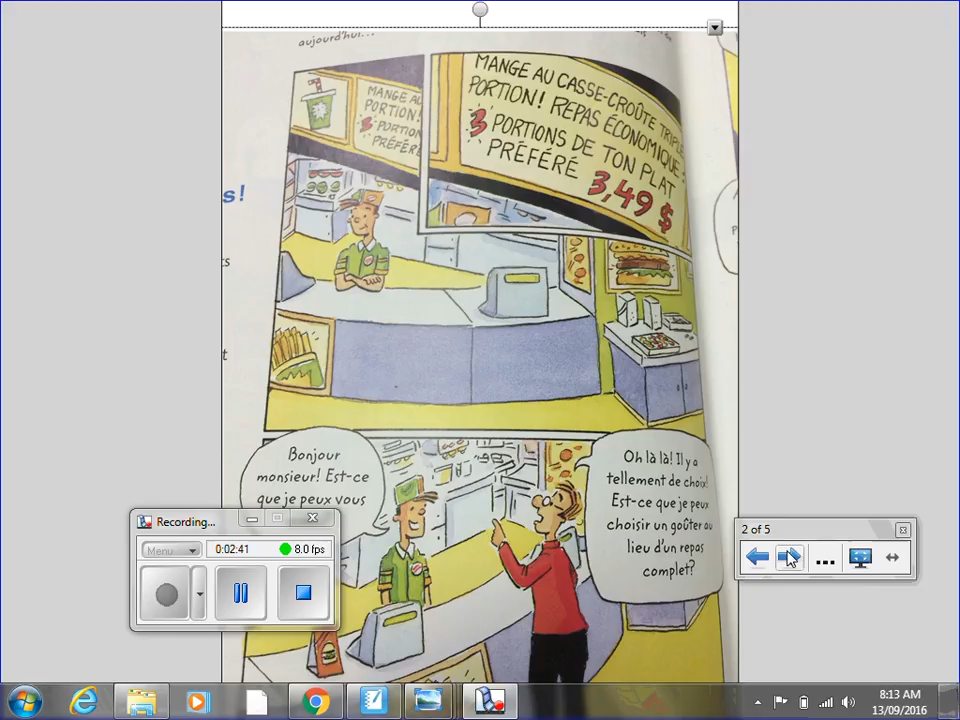 aujourd'hui...
MANGE AU
PORTION!
3 PORTION
PRÉFÉRÉ
MANGE AU CASSE-CROÛTE TRIPLE
PORTION! REPAS ÉCONOMIQUE :
3 PORTIONS DE TON PLAT
PRÉFÉRÉ
3,49 $
s!
ts
t
Bonjour
monsieur! Est-ce
que je peux vous
Oh là là! Il y a
tellement de choix!
Est-ce que je peux
choisir un goûter au
lieu d'un repas
complet?
Recording...
Menu
0:02:41
8.0 fps
2 of 5
8:13 AM
13/09/2016